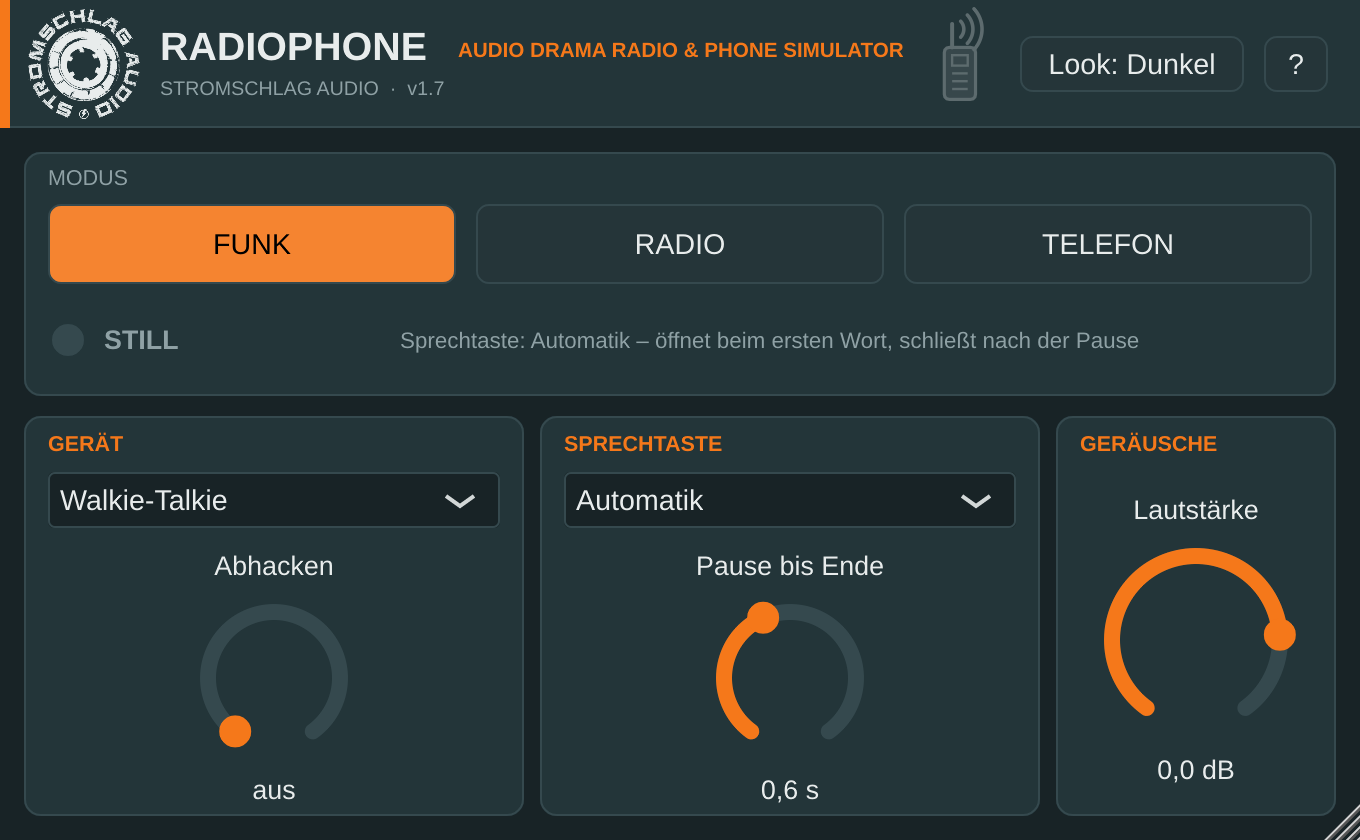 STROMSCHLAG AUDIO
RADIOPHONE
AUDIO DRAMA RADIO & PHONE SIMULATOR
Look: Dunkel
?
STROMSCHLAG AUDIO · v1.7
MODUS
FUNK
RADIO
TELEFON
STILL
Sprechtaste: Automatik – öffnet beim ersten Wort, schließt nach der Pause
GERÄT
Walkie-Talkie
Abhacken
aus
SPRECHTASTE
Automatik
Pause bis Ende
0,6 s
GERÄUSCHE
Lautstärke
0,0 dB